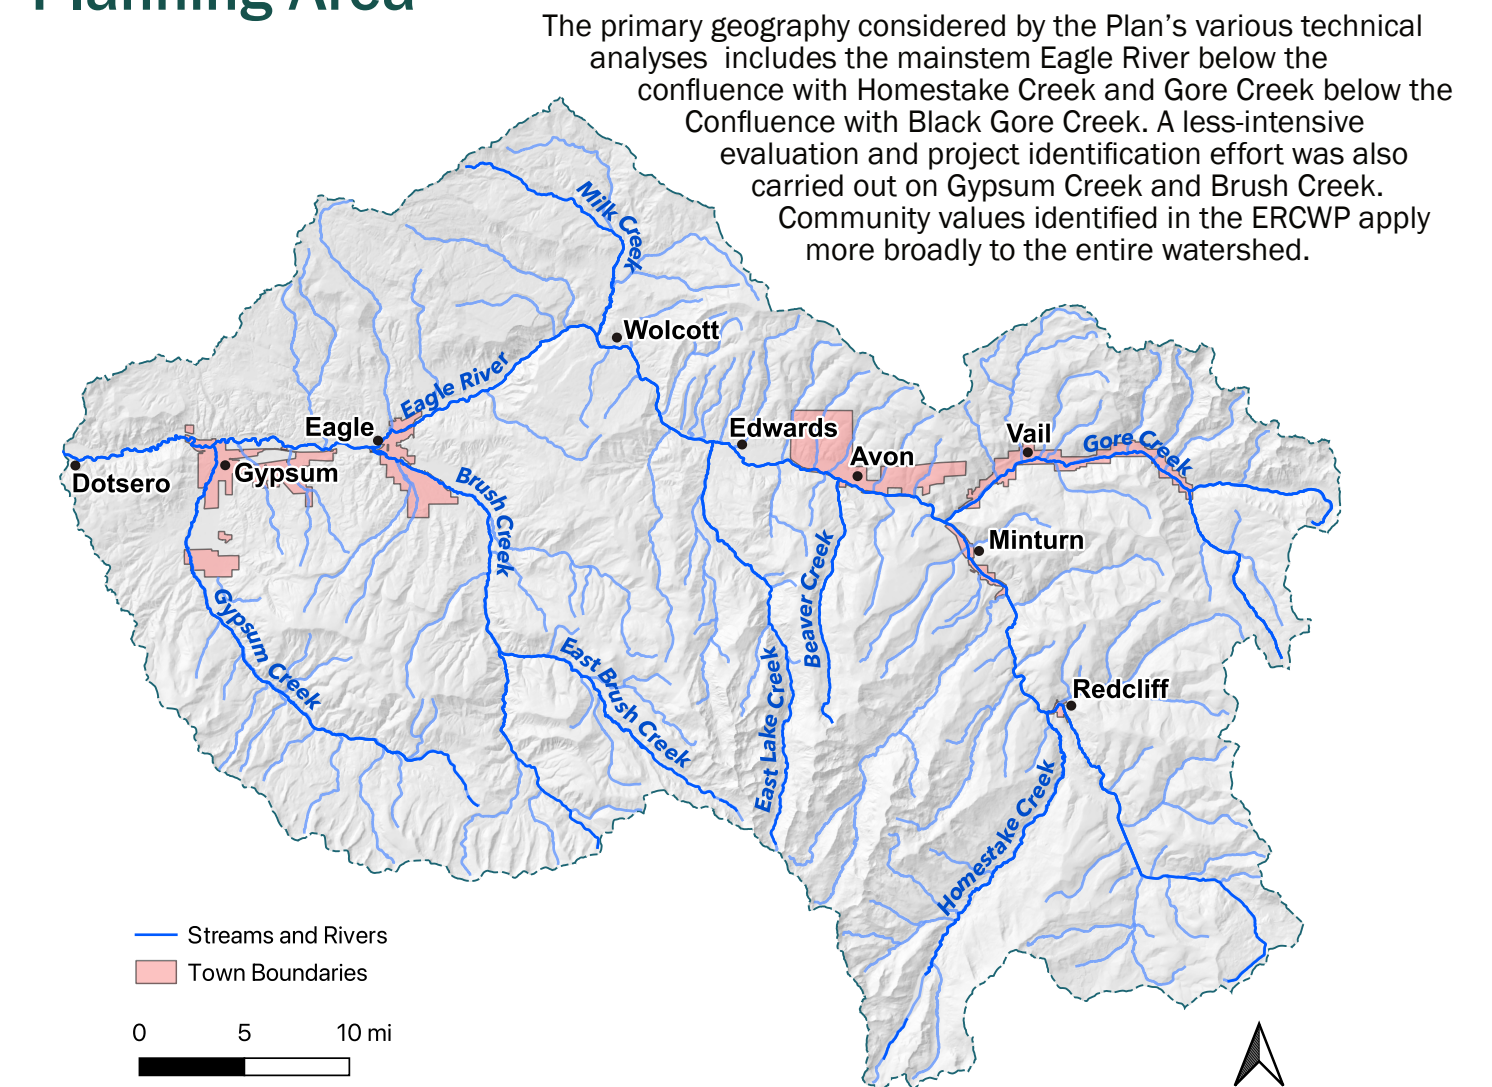 Planning Area
The primary geography considered by the Plan’s various technical
analyses  includes the mainstem Eagle River below the
confluence with Homestake Creek and Gore Creek below the
Confluence with Black Gore Creek. A less-intensive
evaluation and project identification effort was also
carried out on Gypsum Creek and Brush Creek.
Community values identified in the ERCWP apply
more broadly to the entire watershed.
Milk Creek
Wolcott
Eagle River
Eagle
Edwards
Vail
Gore Creek
Avon
Dotsero
Gypsum
Brush Creek
Minturn
Beaver Creek
Gypsum Creek
East Brush Creek
East Lake Creek
Redcliff
Homestake Creek
Streams and Rivers
Town Boundaries
0 5 10 mi